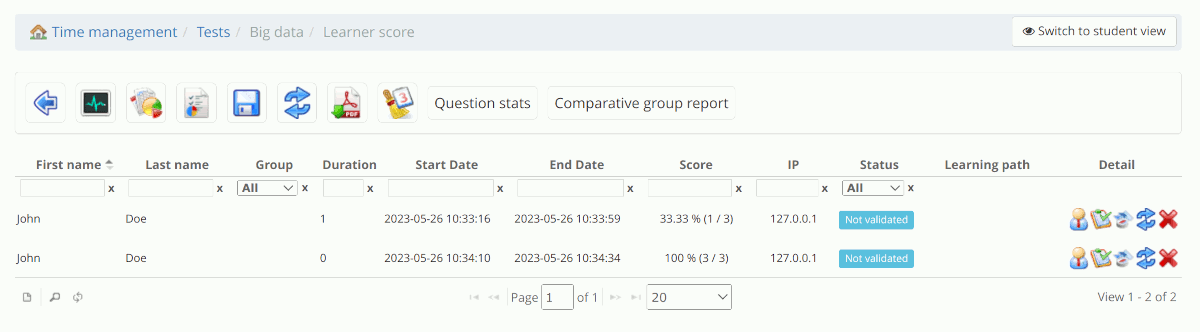 Time management / Tests / Big data / Learner score
Switch to student view
3
PDF
Question stats
Comparative group report
First name Last name Group Duration Start Date End Date Score IP Status Learning path Detail
x x All x x x x x x All x
John Doe 1 2023-05-26 10:33:16 2023-05-26 10:33:59 33.33 % (1 / 3) 127.0.0.1 Not validated
John Doe 0 2023-05-26 10:34:10 2023-05-26 10:34:34 100 % (3 / 3) 127.0.0.1 Not validated
Page 1 of 1 20 View 1 - 2 of 2